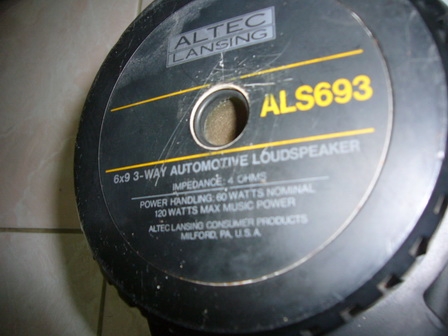 ALTEC
LANSING
ALS693
6x9 3-WAY AUTOMOTIVE LOUDSPEAKER
IMPEDANCE: 4 OHMS
POWER HANDLING: 60 WATTS NOMINAL
120 WATTS MAX MUSIC POWER
ALTEC LANSING CONSUMER PRODUCTS
MILFORD, PA, U.S.A.